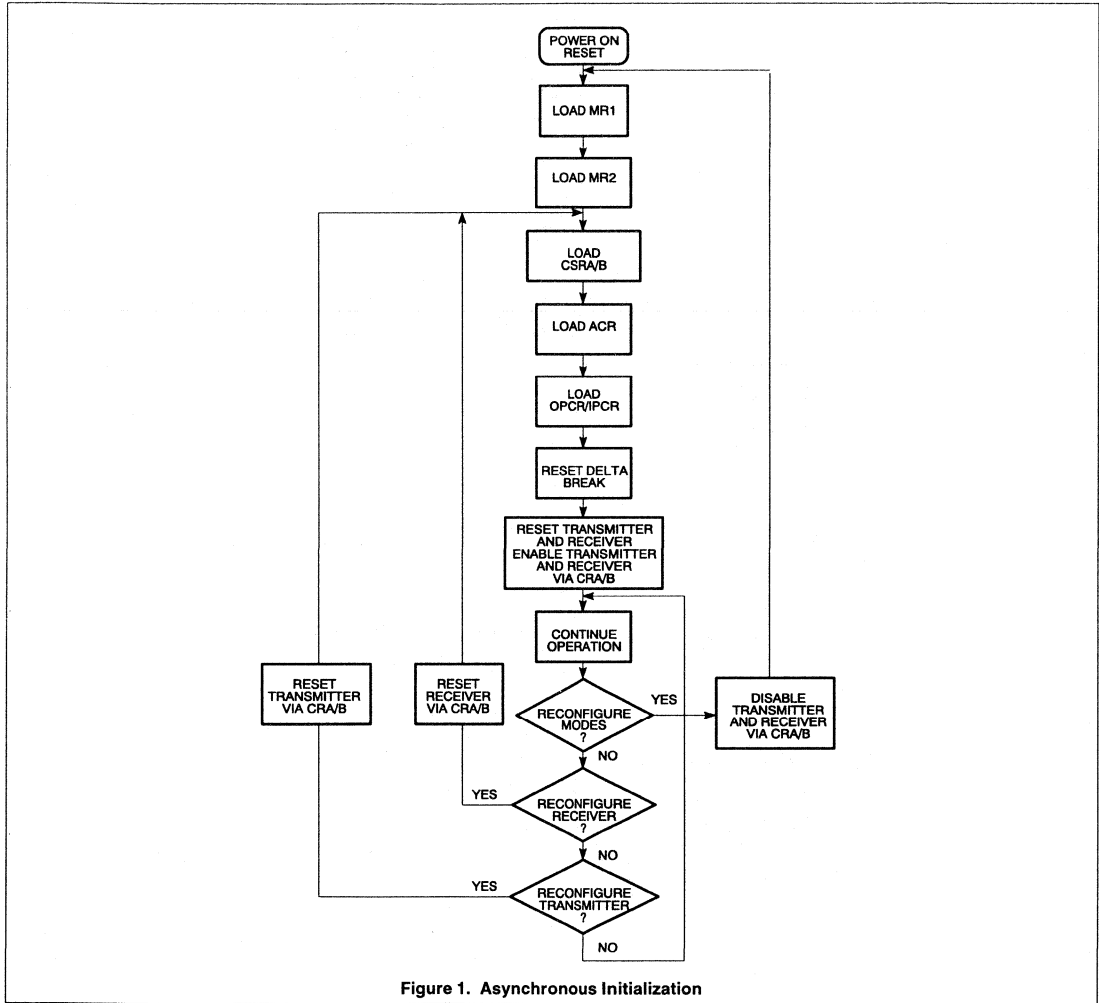 POWER ON
RESET
LOAD MR1
LOAD MR2
LOAD
CSRA/B
LOAD ACR
LOAD
OPCR/IPCR
RESET DELTA
BREAK
RESET TRANSMITTER
AND RECEIVER
ENABLE TRANSMITTER
AND RECEIVER
VIA CRA/B
CONTINUE
OPERATION
RESET
TRANSMITTER
VIA CRA/B
RESET
RECEIVER
VIA CRA/B
RECONFIGURE
MODES
?
YES
DISABLE
TRANSMITTER
AND RECEIVER
VIA CRA/B
NO
YES
RECONFIGURE
RECEIVER
?
NO
YES
RECONFIGURE
TRANSMITTER
?
NO
Figure 1. Asynchronous Initialization